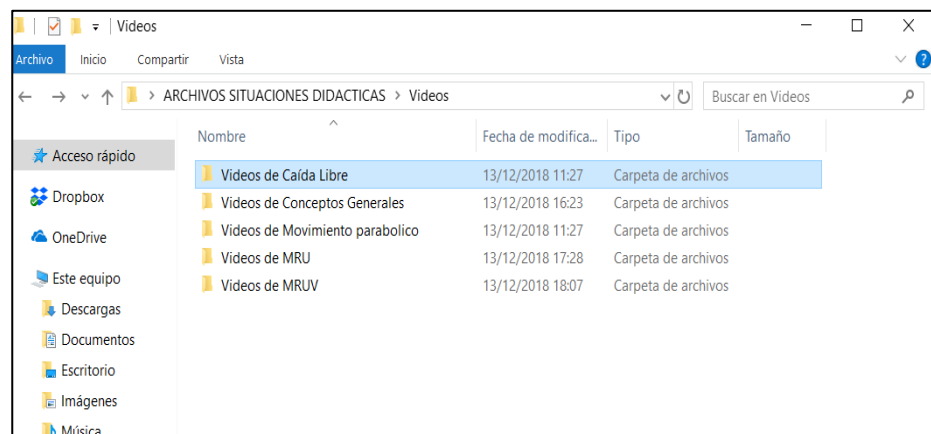 Videos
Archivo Inicio Compartir Vista
ARCHIVOS SITUACIONES DIDACTICAS > Videos Buscar en Videos
Nombre Fecha de modifica... Tipo Tamaño
Acceso rápido
Dropbox
OneDrive
Este equipo
Descargas
Documentos
Escritorio
Imágenes
Música
Videos de Caída Libre 13/12/2018 11:27 Carpeta de archivos
Videos de Conceptos Generales 13/12/2018 16:23 Carpeta de archivos
Videos de Movimiento parabolico 13/12/2018 11:27 Carpeta de archivos
Videos de MRU 13/12/2018 17:28 Carpeta de archivos
Videos de MRUV 13/12/2018 18:07 Carpeta de archivos